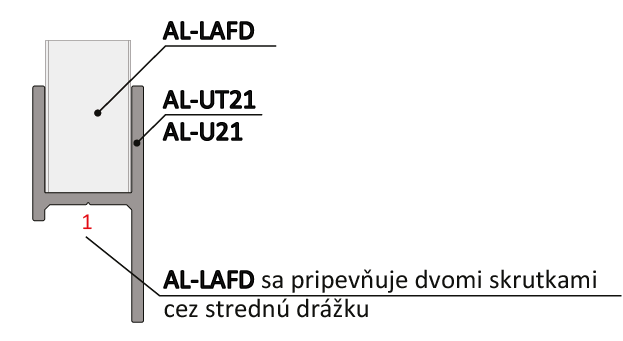 AL-LAFD
AL-UT21
AL-U21
1
AL-LAFD sa pripevňuje dvomi skrutkami
cez strednú drážku